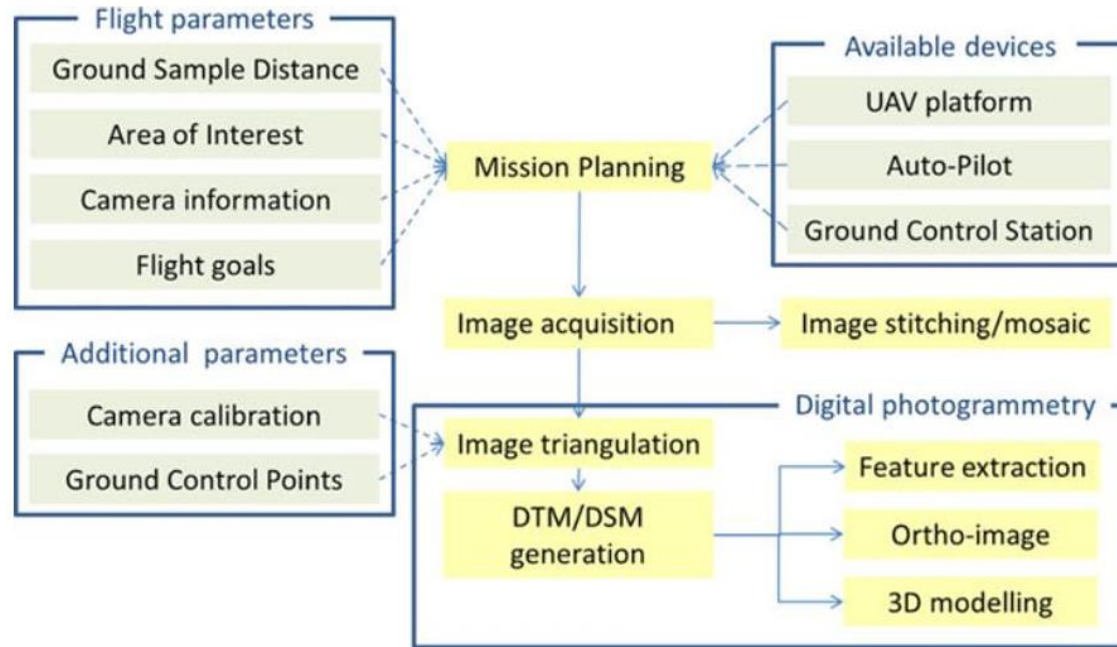 Flight parameters
Ground Sample Distance
Area of Interest
Camera information
Flight goals
Available devices
UAV platform
Auto-Pilot
Ground Control Station
Mission Planning
Image acquisition
Image stitching/mosaic
Additional parameters
Camera calibration
Ground Control Points
Digital photogrammetry
Image triangulation
DTM/DSM
generation
Feature extraction
Ortho-image
3D modelling